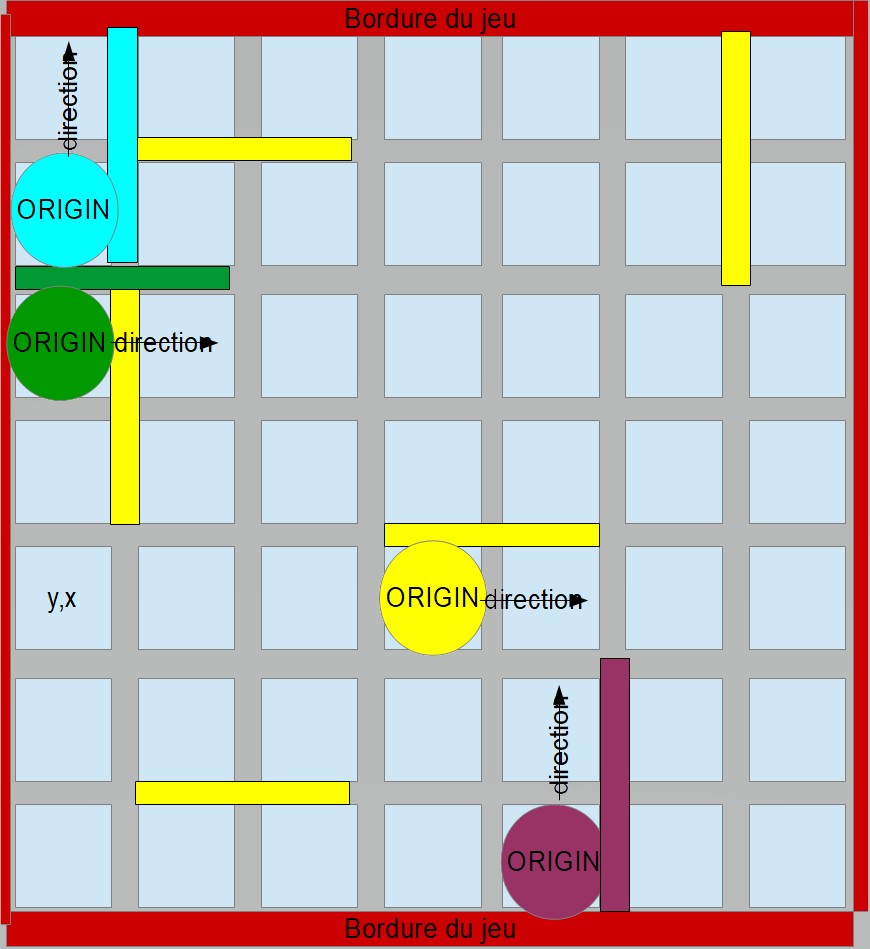 Bordure du jeu
direction
ORIGIN
ORIGIN direction
y,x
ORIGIN direction
direction
ORIGIN
Bordure du jeu